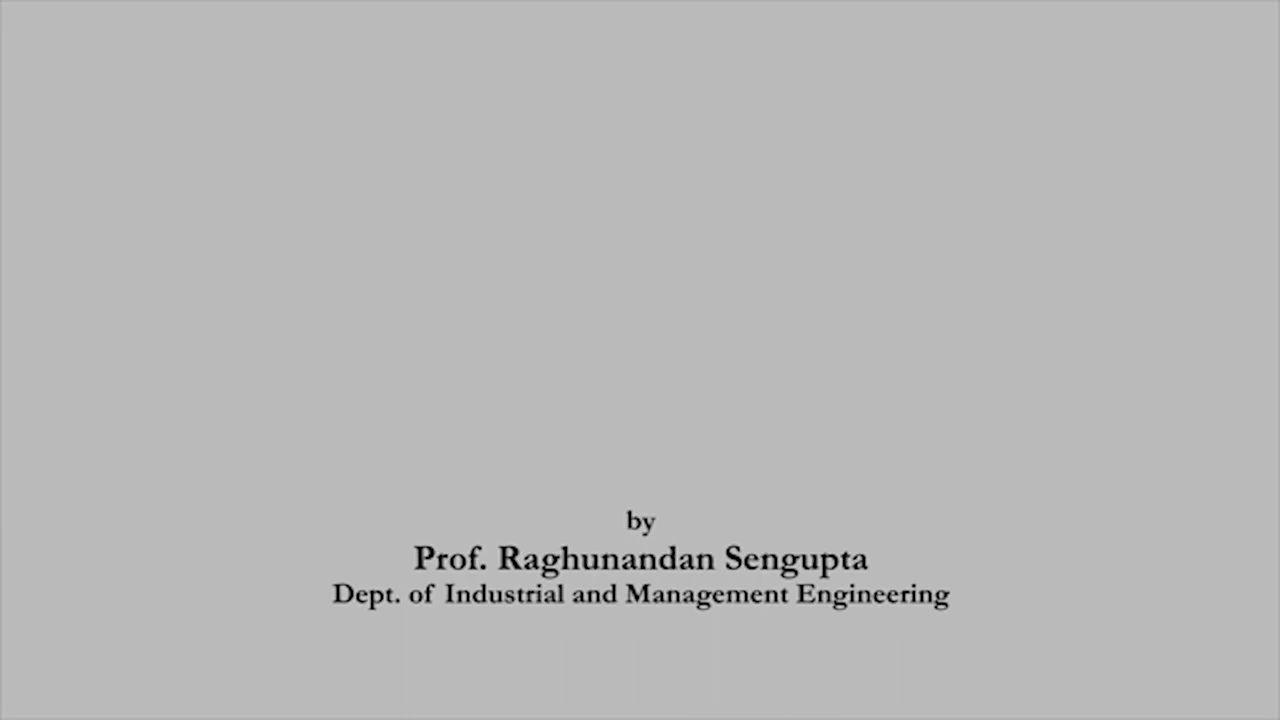 by
Prof. Raghunandan Sengupta
Dept. of Industrial and Management Engineering